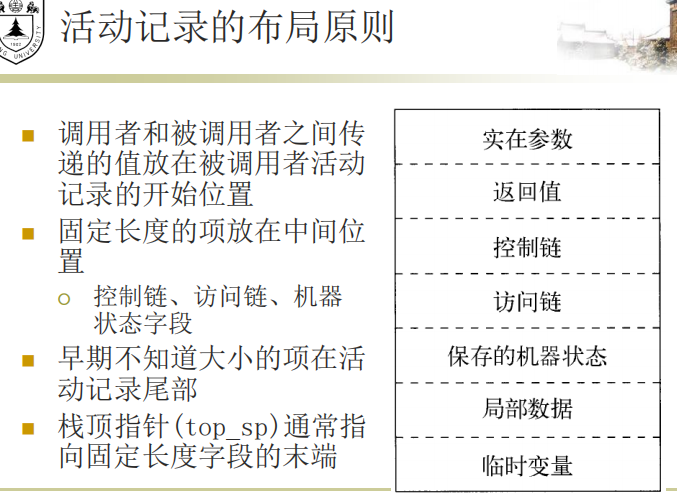 活动记录的布局原则
调用者和被调用者之间传
递的值放在被调用者活动
记录的开始位置
固定长度的项放在中间位
置
控制链、访问链、机器
状态字段
早期不知道大小的项在活
动记录尾部
栈顶指针(top_sp)通常指
向固定长度字段的末端
实在参数
返回值
控制链
访问链
保存的机器状态
局部数据
临时变量